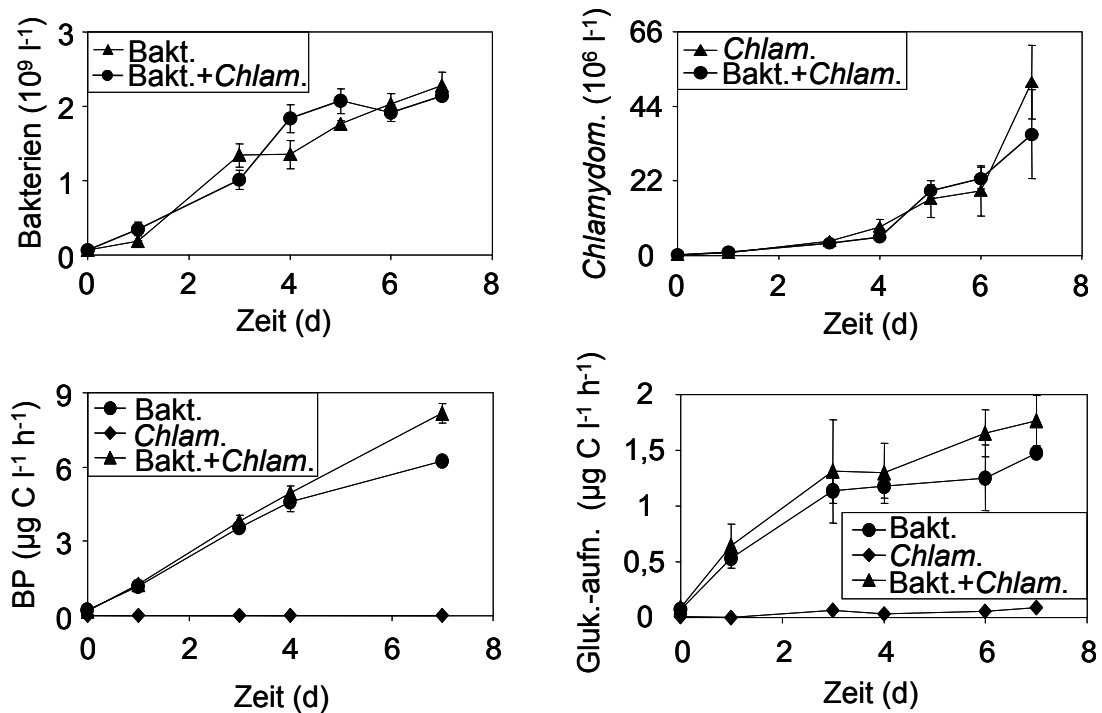 Bakterien (10⁹ l⁻¹)
3
2
1
0
Bakt.
Bakt.+Chlam.
0 2 4 6 8
Zeit (d)
Chlamydom. (10⁶ l⁻¹)
66
44
22
0
Chlam.
Bakt.+Chlam.
0 2 4 6 8
Zeit (d)
BP (µg C l⁻¹ h⁻¹)
9
6
3
0
Bakt.
Chlam.
Bakt.+Chlam.
0 2 4 6 8
Zeit (d)
Gluk.-aufn. (µg C l⁻¹ h⁻¹)
2
1,5
1
0,5
0
Bakt.
Chlam.
Bakt.+Chlam.
0 2 4 6 8
Zeit (d)